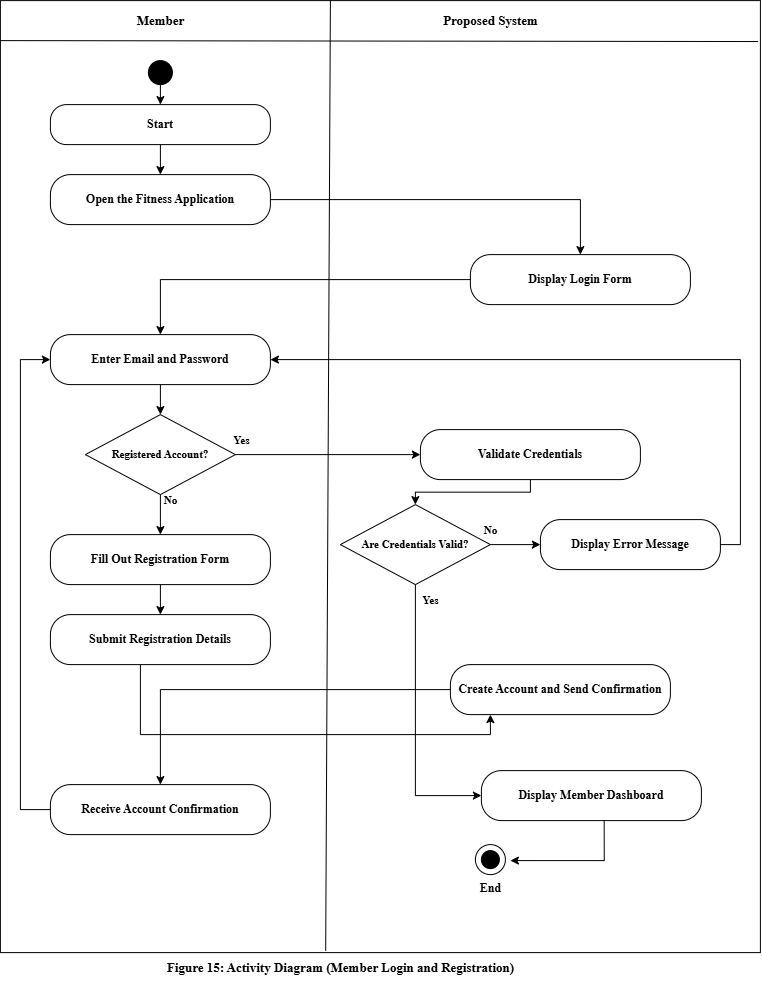 Member
Proposed System
Start
Open the Fitness Application
Display Login Form
Enter Email and Password
Registered Account?
Yes
Validate Credentials
No
Are Credentials Valid?
No
Display Error Message
Fill Out Registration Form
Yes
Submit Registration Details
Create Account and Send Confirmation
Receive Account Confirmation
Display Member Dashboard
End
Figure 15: Activity Diagram (Member Login and Registration)